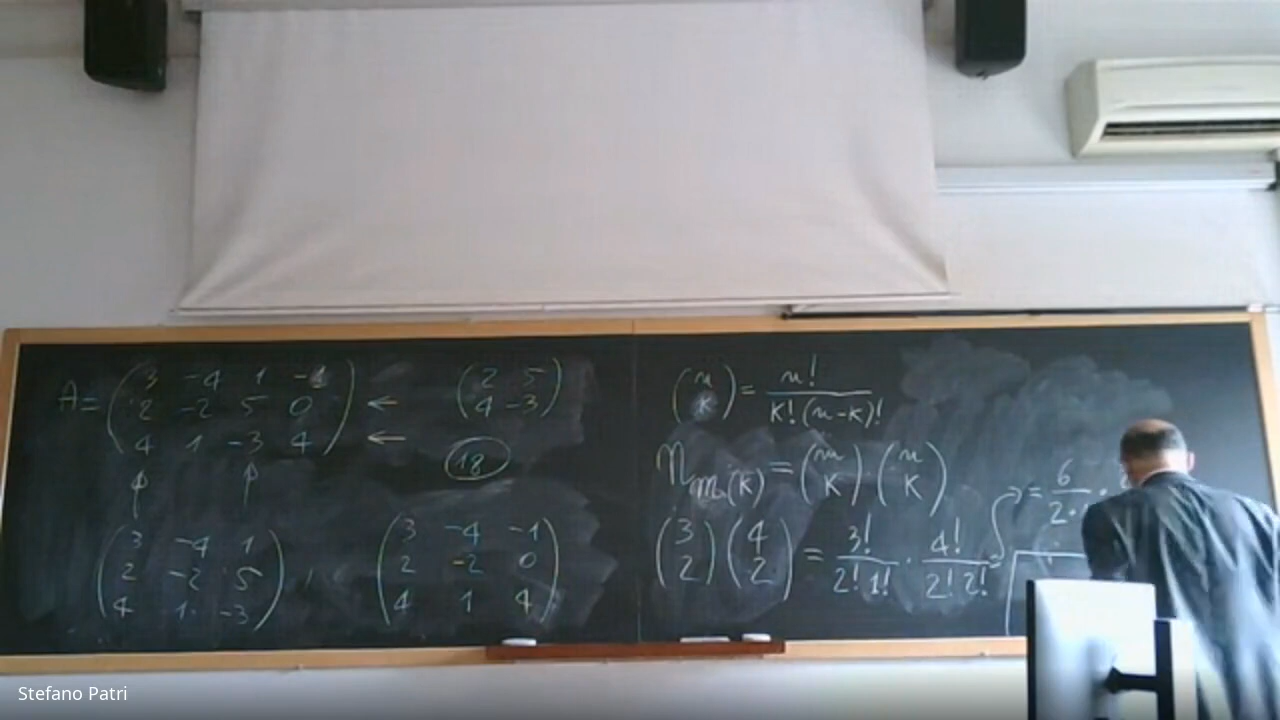 A = ( 3 -4 1 -1
2 -2 5 0
4 1 -3 4 ) ← ←
↑ ↑
( 2 5
4 -3 )
18
( 3 -4 1
2 -2 5
4 1 -3 ) ,
( 3 -4 -1
2 -2 0
4 1 4 )
(n k) = n! / k! (n-k)!
(k) = (m k) (n k)
(3 2) (4 2) = 3! / 2! 1! · 4! / 2! 2! =
= 6 / 2 ·
Stefano Patri